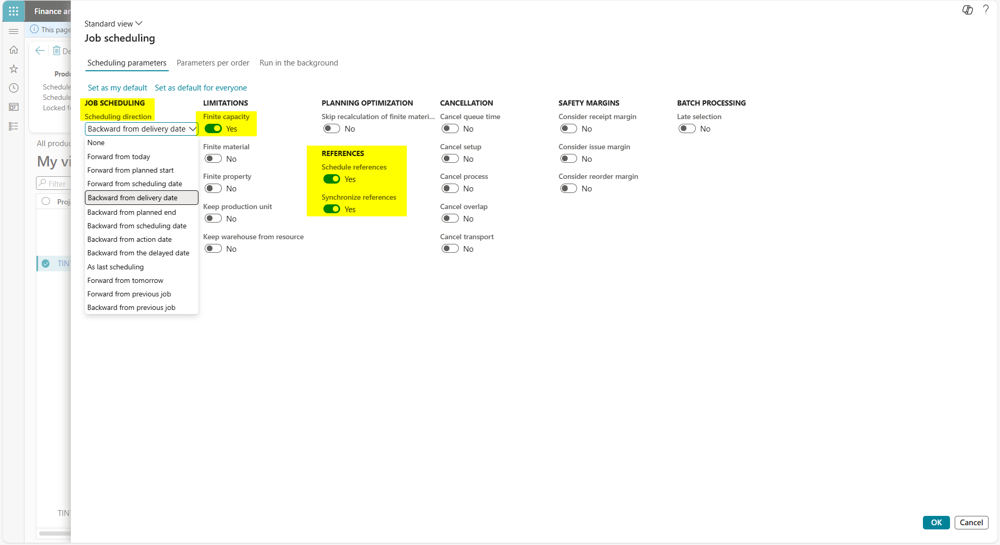 Finance an
This page
De
Produ
Schedule
Schedule
Locked fo
All produc
My vi
Filter
Proj
TINT
TINT
Standard view
Job scheduling
Scheduling parameters
Parameters per order
Run in the background
Set as my default
Set as default for everyone
JOB SCHEDULING
Scheduling direction
Backward from delivery date
None
Forward from today
Forward from planned start
Forward from scheduling date
Backward from delivery date
Backward from planned end
Backward from scheduling date
Backward from action date
Backward from the delayed date
As last scheduling
Forward from tomorrow
Forward from previous job
Backward from previous job
LIMITATIONS
Finite capacity
Yes
Finite material
No
Finite property
No
Keep production unit
No
Keep warehouse from resource
No
PLANNING OPTIMIZATION
Skip recalculation of finite materi...
No
REFERENCES
Schedule references
Yes
Synchronize references
Yes
CANCELLATION
Cancel queue time
No
Cancel setup
No
Cancel process
No
Cancel overlap
No
Cancel transport
No
SAFETY MARGINS
Consider receipt margin
No
Consider issue margin
No
Consider reorder margin
No
BATCH PROCESSING
Late selection
No
OK
Cancel